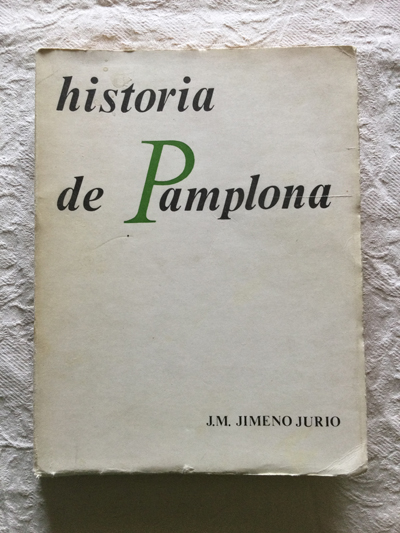 historia
de Pamplona
J.M. JIMENO JURIO